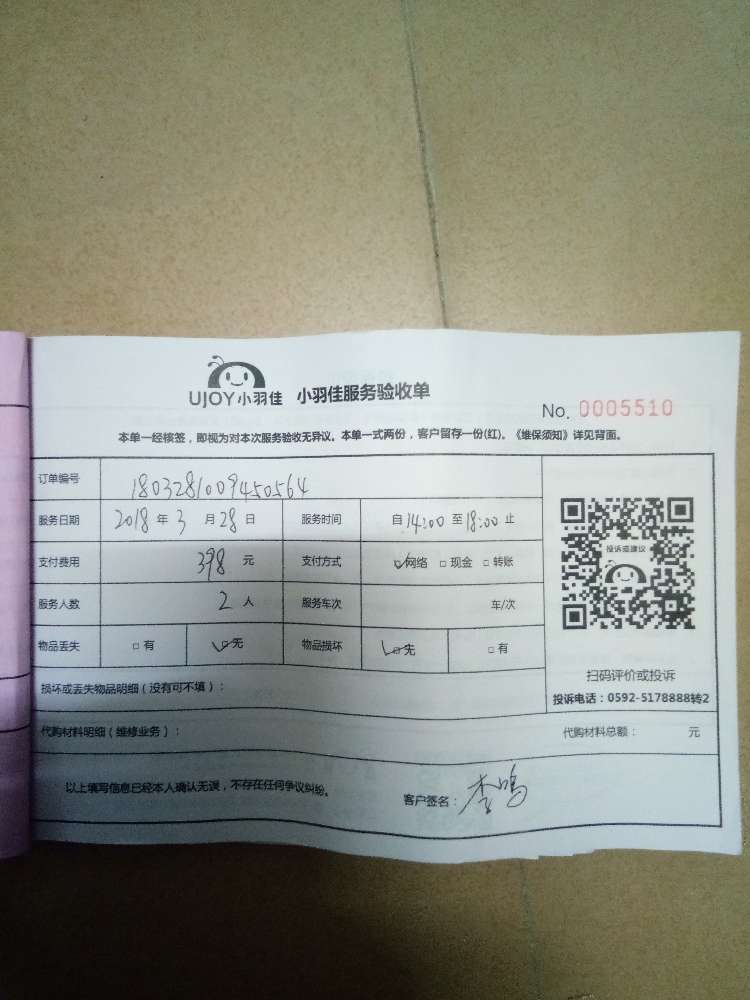 UJOY小羽佳 小羽佳服务验收单
No. 0005510
本单一经核签，即视为对本次服务验收无异议。本单一式两份，客户留存一份(红)。《维保须知》详见背面。
订单编号 1803281009450564
服务日期 2018 年 3 月 28 日 服务时间 自 14:00 至 18:00 止
支付费用 398 元 支付方式 ☑网络 □现金 □转账
服务人数 2 人 服务车次 车/次
物品丢失 □有 ☑无 物品损坏 ☑无 □有
投诉或建议
扫码评价或投诉
投诉电话：0592-5178888转2
损坏或丢失物品明细（没有可不填）：
代购材料明细（维修业务）： 代购材料总额： 元
以上填写信息已经本人确认无误，不存在任何争议纠纷。 客户签名：李鸣